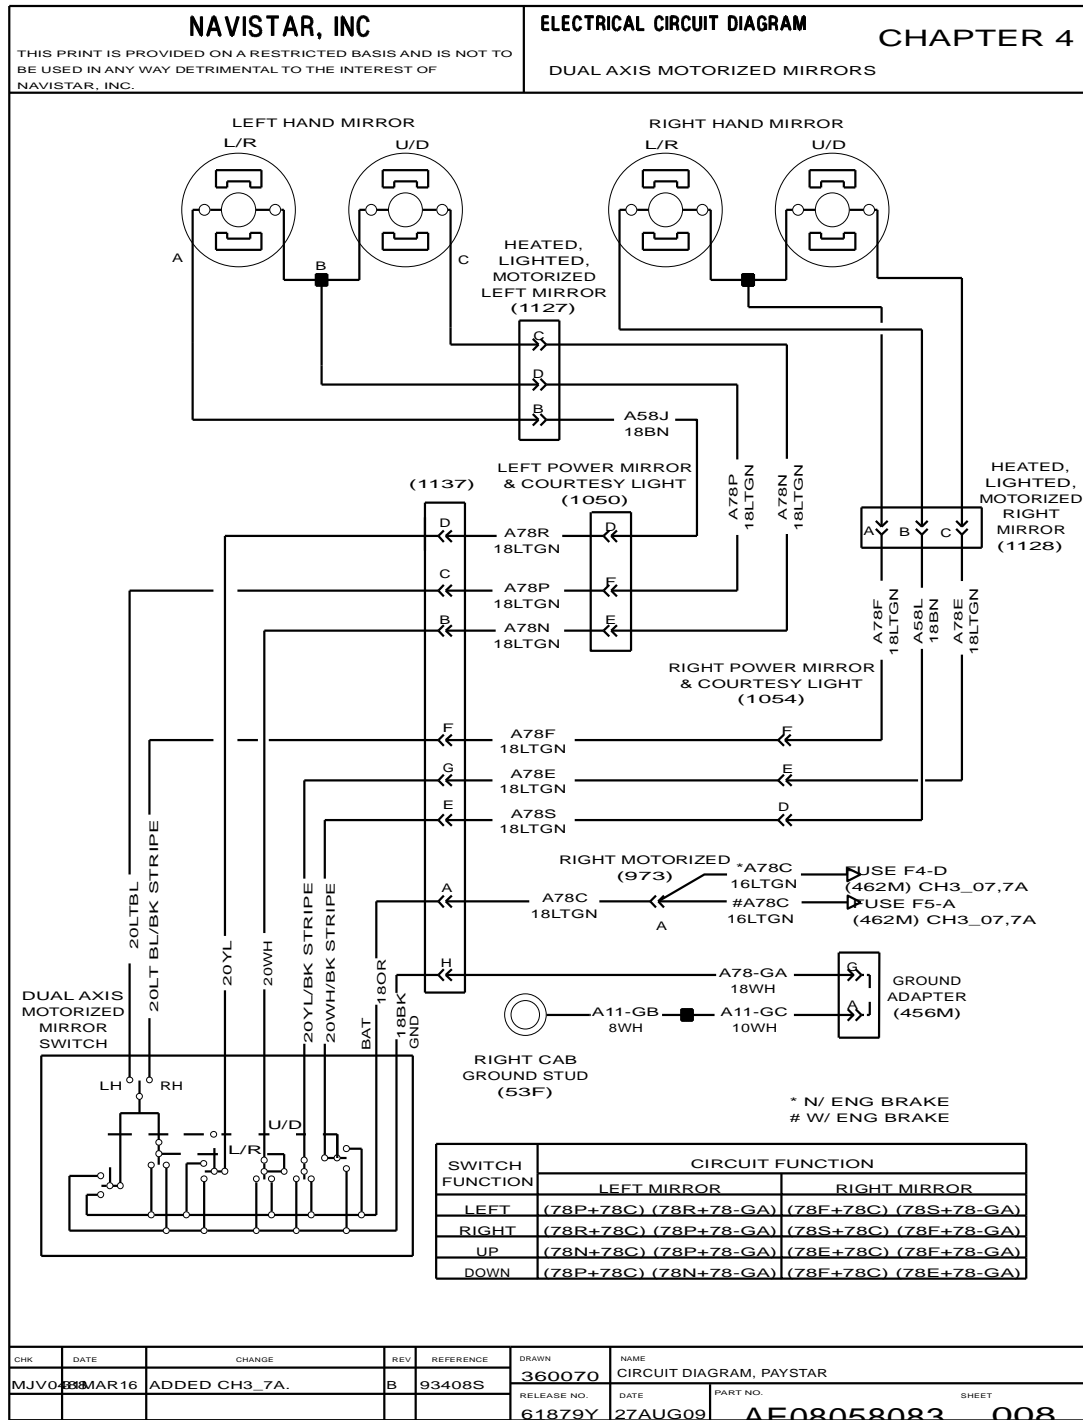 NAVISTAR, INC
THIS PRINT IS PROVIDED ON A RESTRICTED BASIS AND IS NOT TO
BE USED IN ANY WAY DETRIMENTAL TO THE INTEREST OF
NAVISTAR, INC.
ELECTRICAL CIRCUIT DIAGRAM
CHAPTER 4
DUAL AXIS MOTORIZED MIRRORS
LEFT HAND MIRROR
L/R
U/D
RIGHT HAND MIRROR
L/R
U/D
A
B
C
HEATED,
LIGHTED,
MOTORIZED
LEFT MIRROR
(1127)
C
D
B
A58J
18BN
A78P
18LTGN
A78N
18LTGN
LEFT POWER MIRROR
& COURTESY LIGHT
(1050)
(1137)
HEATED,
LIGHTED,
MOTORIZED
RIGHT
MIRROR
(1128)
A
B
C
D
A78R
18LTGN
D
C
A78P
18LTGN
F
B
A78N
18LTGN
E
A78F
18LTGN
A58L
18BN
A78E
18LTGN
RIGHT POWER MIRROR
& COURTESY LIGHT
(1054)
F
A78F
18LTGN
F
G
A78E
18LTGN
E
E
A78S
18LTGN
D
RIGHT MOTORIZED
(973)
A
A78C
18LTGN
A
*A78C
16LTGN
#A78C
16LTGN
FUSE F4-D
(462M) CH3_07,7A
FUSE F5-A
(462M) CH3_07,7A
H
A78-GA
18WH
G
A
GROUND
ADAPTER
(456M)
A11-GB
8WH
A11-GC
10WH
RIGHT CAB
GROUND STUD
(53F)
20LTBL
20LT BL/BK STRIPE
20YL
20WH
20YL/BK STRIPE
20WH/BK STRIPE
BAT
18OR
18BK
GND
DUAL AXIS
MOTORIZED
MIRROR
SWITCH
LH
RH
U/D
L/R
* N/ ENG BRAKE
# W/ ENG BRAKE
SWITCH FUNCTION CIRCUIT FUNCTION
LEFT MIRROR RIGHT MIRROR
LEFT (78P+78C) (78R+78-GA) (78F+78C) (78S+78-GA)
RIGHT (78R+78C) (78P+78-GA) (78S+78C) (78F+78-GA)
UP (78N+78C) (78P+78-GA) (78E+78C) (78F+78-GA)
DOWN (78P+78C) (78N+78-GA) (78F+78C) (78E+78-GA)
CHK DATE CHANGE REV REFERENCE
ADDED CH3_7A. B 93408S
DRAWN
360070
NAME
CIRCUIT DIAGRAM, PAYSTAR
RELEASE NO.
61879Y
DATE
27AUG09
PART NO.
AE08058083
SHEET
008